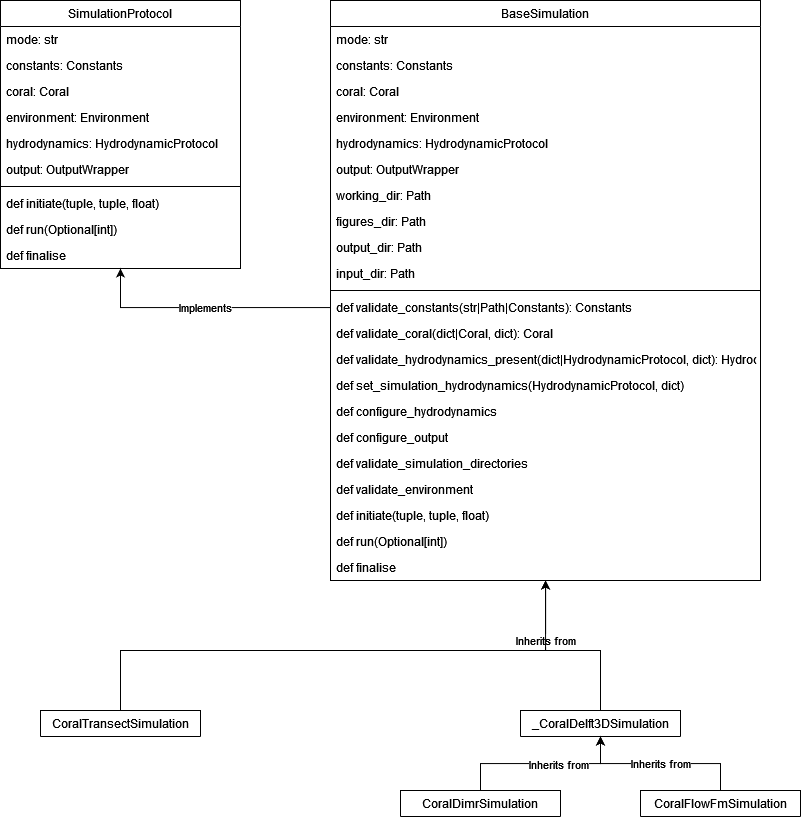 SimulationProtocol
mode: str
constants: Constants
coral: Coral
environment: Environment
hydrodynamics: HydrodynamicProtocol
output: OutputWrapper
def initiate(tuple, tuple, float)
def run(Optional[int])
def finalise
Implements
BaseSimulation
mode: str
constants: Constants
coral: Coral
environment: Environment
hydrodynamics: HydrodynamicProtocol
output: OutputWrapper
working_dir: Path
figures_dir: Path
output_dir: Path
input_dir: Path
def validate_constants(str|Path|Constants): Constants
def validate_coral(dict|Coral, dict): Coral
def validate_hydrodynamics_present(dict|HydrodynamicProtocol, dict): Hydroc
def set_simulation_hydrodynamics(HydrodynamicProtocol, dict)
def configure_hydrodynamics
def configure_output
def validate_simulation_directories
def validate_environment
def initiate(tuple, tuple, float)
def run(Optional[int])
def finalise
Inherits from
CoralTransectSimulation
_CoralDelft3DSimulation
Inherits from
Inherits from
CoralDimrSimulation
CoralFlowFmSimulation